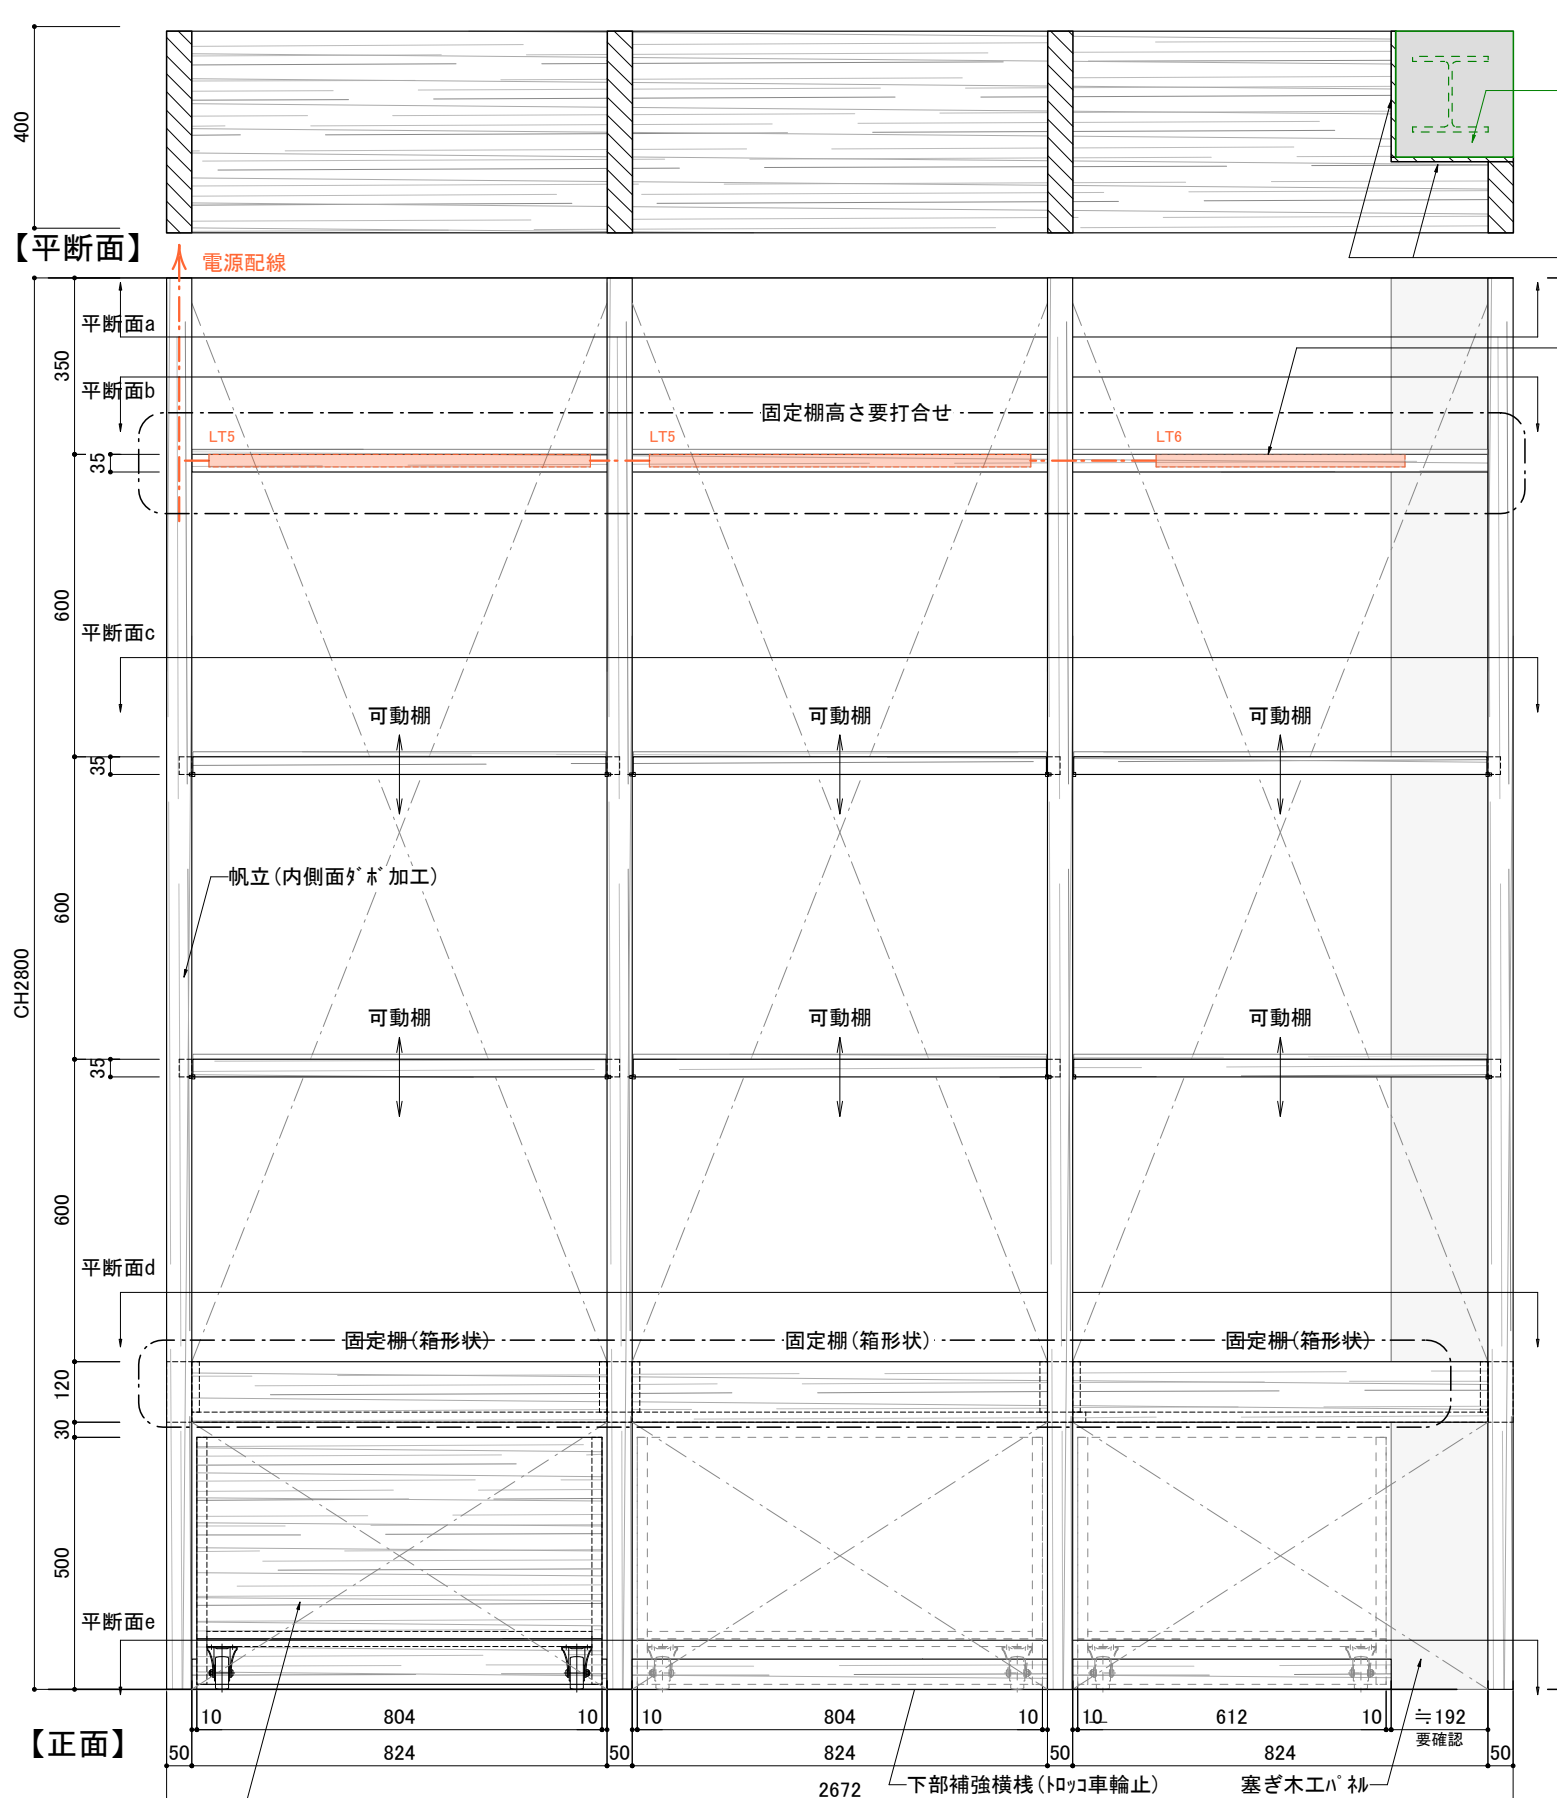 400
【平断面】
電源配線
平断面a
350
平断面b
固定棚高さ要打合せ
LT5
LT5
LT6
35
600
平断面c
可動棚
可動棚
可動棚
35
帆立(内側面ﾀﾞﾎﾞ加工)
600
CH2800
可動棚
可動棚
可動棚
35
600
平断面d
固定棚(箱形状)
固定棚(箱形状)
固定棚(箱形状)
120
30
500
平断面e
10
804
10
10
804
10
10
612
10
≒192
要確認
【正面】
50
824
50
824
50
824
50
2672
下部補強横桟(ﾄﾛｯｺ車輪止)
塞ぎ木工ﾊﾟﾈﾙ